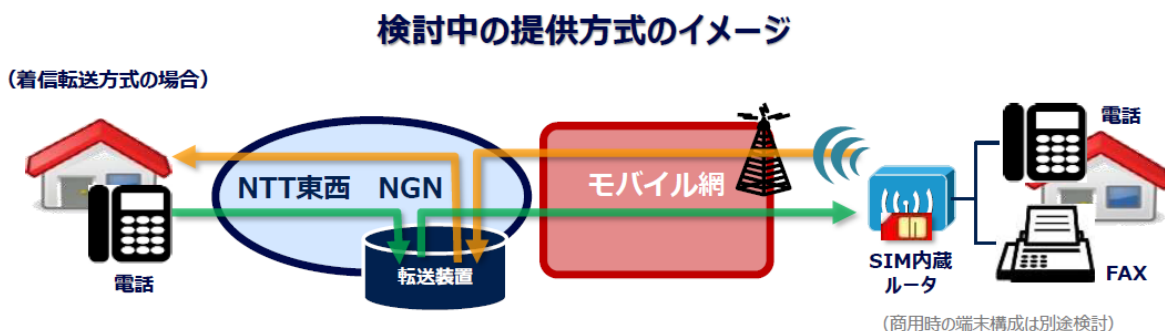 検討中の提供方式のイメージ
（着信転送方式の場合）
電話
NTT東西 NGN
転送装置
モバイル網
SIM内蔵
ルータ
電話
FAX
（商用時の端末構成は別途検討）